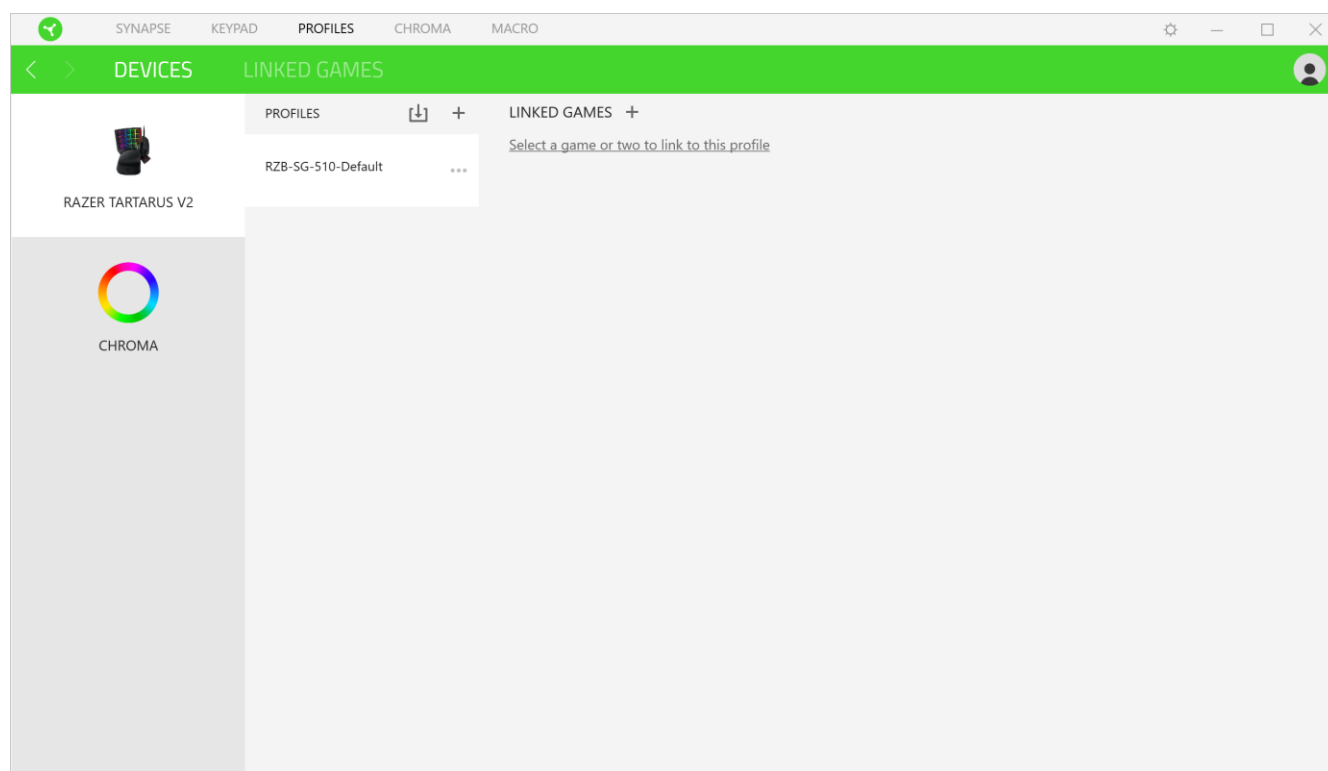 SYNAPSE KEYPAD PROFILES CHROMA MACRO
DEVICES LINKED GAMES
RAZER TARTARUS V2
CHROMA
PROFILES
RZB-SG-510-Default
LINKED GAMES
Select a game or two to link to this profile